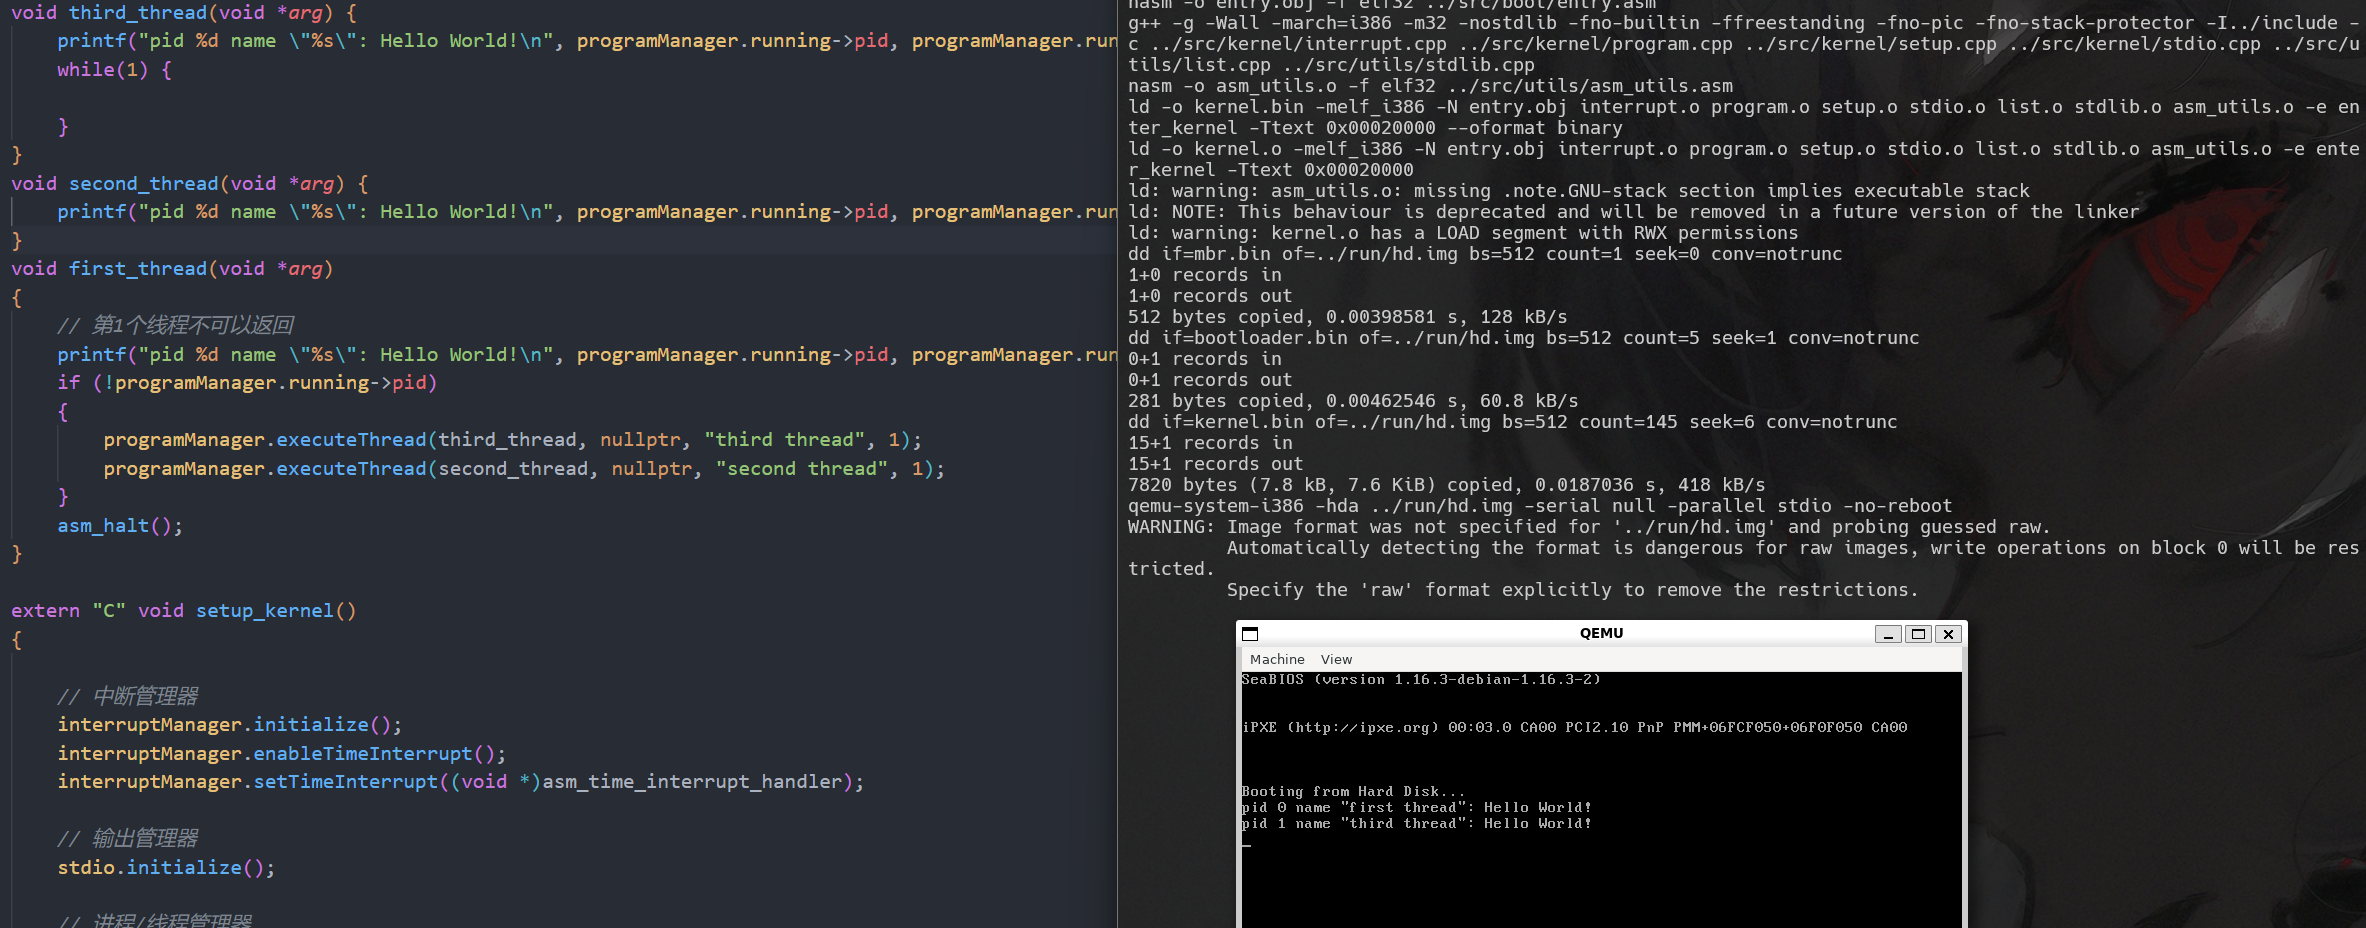 void third_thread(void *arg) {
    printf("pid %d name \"%s\": Hello World!\n", programManager.running->pid, programManager.run
    while(1) {

    }
}
void second_thread(void *arg) {
    printf("pid %d name \"%s\": Hello World!\n", programManager.running->pid, programManager.run
}
void first_thread(void *arg)
{
    // 第1个线程不可以返回
    printf("pid %d name \"%s\": Hello World!\n", programManager.running->pid, programManager.run
    if (!programManager.running->pid)
    {
        programManager.executeThread(third_thread, nullptr, "third thread", 1);
        programManager.executeThread(second_thread, nullptr, "second thread", 1);
    }
    asm_halt();
}

extern "C" void setup_kernel()
{

    // 中断管理器
    interruptManager.initialize();
    interruptManager.enableTimeInterrupt();
    interruptManager.setTimeInterrupt((void *)asm_time_interrupt_handler);

    // 输出管理器
    stdio.initialize();

    // 进程/线程管理器
nasm -o entry.obj -f elf32 ../src/boot/entry.asm
g++ -g -Wall -march=i386 -m32 -nostdlib -fno-builtin -ffreestanding -fno-pic -fno-stack-protector -I../include -
c ../src/kernel/interrupt.cpp ../src/kernel/program.cpp ../src/kernel/setup.cpp ../src/kernel/stdio.cpp ../src/u
tils/list.cpp ../src/utils/stdlib.cpp
nasm -o asm_utils.o -f elf32 ../src/utils/asm_utils.asm
ld -o kernel.bin -melf_i386 -N entry.obj interrupt.o program.o setup.o stdio.o list.o stdlib.o asm_utils.o -e en
ter_kernel -Ttext 0x00020000 --oformat binary
ld -o kernel.o -melf_i386 -N entry.obj interrupt.o program.o setup.o stdio.o list.o stdlib.o asm_utils.o -e ente
r_kernel -Ttext 0x00020000
ld: warning: asm_utils.o: missing .note.GNU-stack section implies executable stack
ld: NOTE: This behaviour is deprecated and will be removed in a future version of the linker
ld: warning: kernel.o has a LOAD segment with RWX permissions
dd if=mbr.bin of=../run/hd.img bs=512 count=1 seek=0 conv=notrunc
1+0 records in
1+0 records out
512 bytes copied, 0.00398581 s, 128 kB/s
dd if=bootloader.bin of=../run/hd.img bs=512 count=5 seek=1 conv=notrunc
0+1 records in
0+1 records out
281 bytes copied, 0.00462546 s, 60.8 kB/s
dd if=kernel.bin of=../run/hd.img bs=512 count=145 seek=6 conv=notrunc
15+1 records in
15+1 records out
7820 bytes (7.8 kB, 7.6 KiB) copied, 0.0187036 s, 418 kB/s
qemu-system-i386 -hda ../run/hd.img -serial null -parallel stdio -no-reboot
WARNING: Image format was not specified for '../run/hd.img' and probing guessed raw.
         Automatically detecting the format is dangerous for raw images, write operations on block 0 will be res
tricted.
         Specify the 'raw' format explicitly to remove the restrictions.
QEMU
Machine View
SeaBIOS (version 1.16.3-debian-1.16.3-2)
iPXE (http://ipxe.org) 00:03.0 CA00 PCI2.10 PnP PMM+06FCF050+06F0F050 CA00
Booting from Hard Disk...
pid 0 name "first thread": Hello World!
pid 1 name "third thread": Hello World!
_